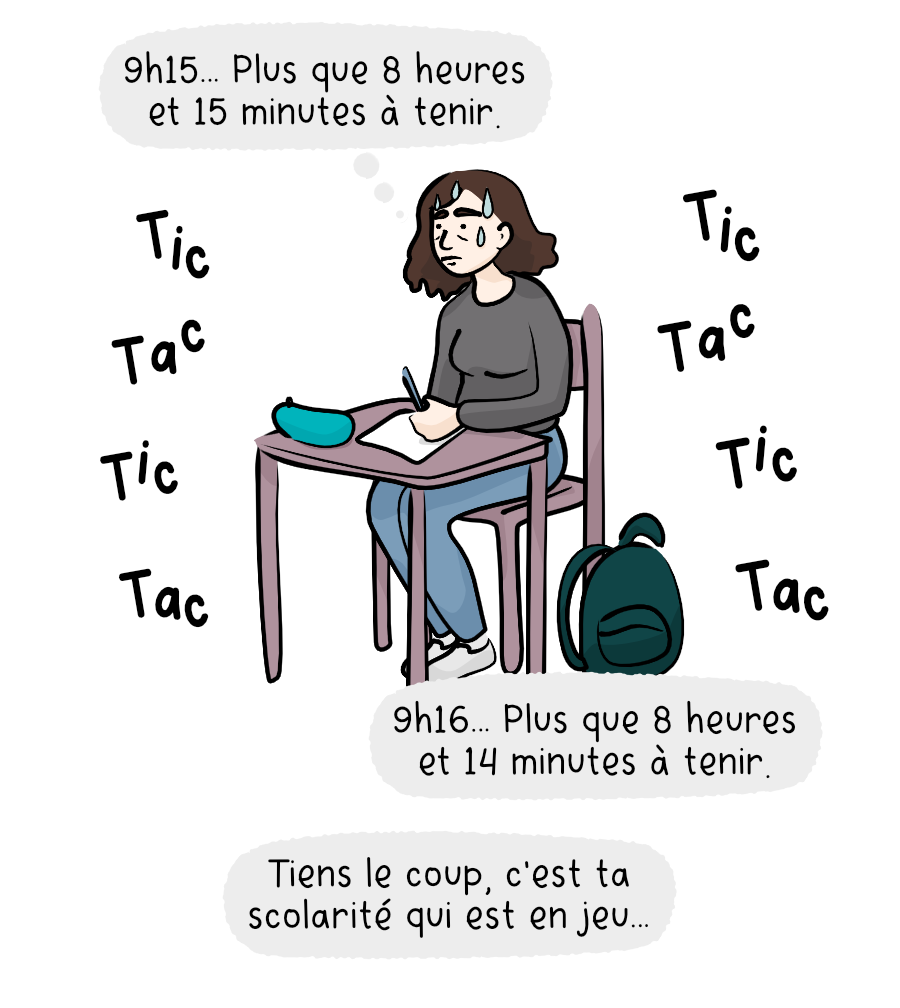 9h15... Plus que 8 heures
et 15 minutes à tenir.
Tic
Tac
Tic
Tac
Tic
Tac
Tic
Tac
9h16... Plus que 8 heures
et 14 minutes à tenir.
Tiens le coup, c'est ta
scolarité qui est en jeu...